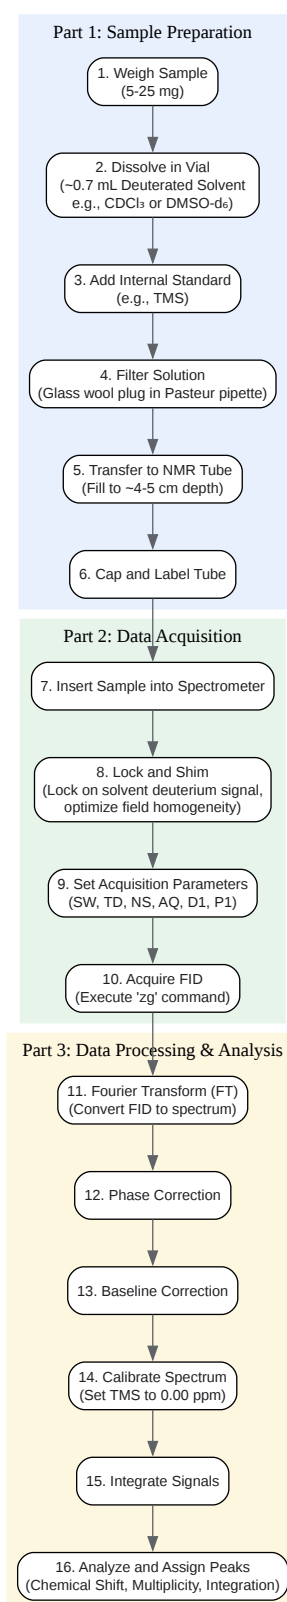 Part 1: Sample Preparation
1. Weigh Sample
(5-25 mg)
2. Dissolve in Vial
(~0.7 mL Deuterated Solvent
e.g., CDCl₃ or DMSO-d₆)
3. Add Internal Standard
(e.g., TMS)
4. Filter Solution
(Glass wool plug in Pasteur pipette)
5. Transfer to NMR Tube
(Fill to ~4-5 cm depth)
6. Cap and Label Tube
Part 2: Data Acquisition
7. Insert Sample into Spectrometer
8. Lock and Shim
(Lock on solvent deuterium signal,
optimize field homogeneity)
9. Set Acquisition Parameters
(SW, TD, NS, AQ, D1, P1)
10. Acquire FID
(Execute 'zg' command)
Part 3: Data Processing & Analysis
11. Fourier Transform (FT)
(Convert FID to spectrum)
12. Phase Correction
13. Baseline Correction
14. Calibrate Spectrum
(Set TMS to 0.00 ppm)
15. Integrate Signals
16. Analyze and Assign Peaks
(Chemical Shift, Multiplicity, Integration)